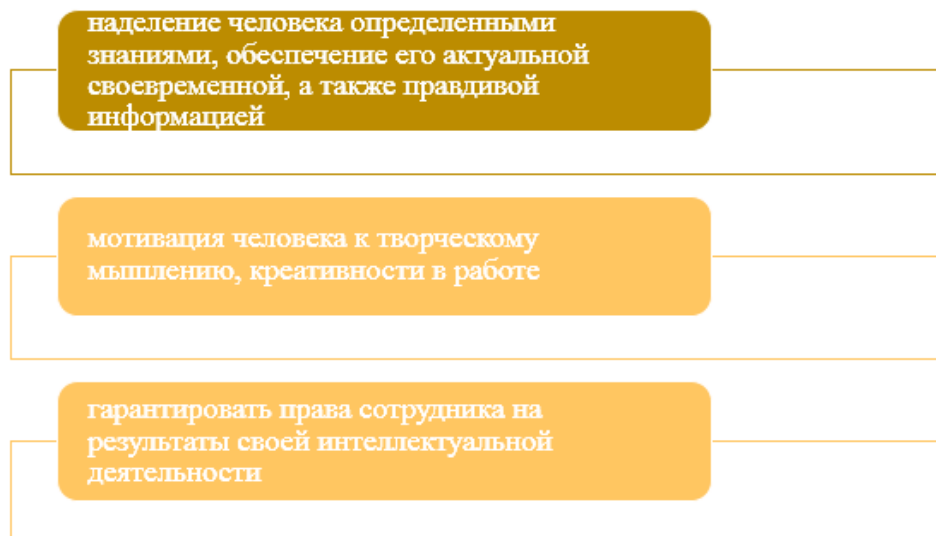 наделение человека определенными
знаниями, обеспечение его актуальной
своевременной, а также правдивой
информацией
мотивация человека к творческому
мышлению, креативности в работе
гарантировать права сотрудника на
результаты своей интеллектуальной
деятельности